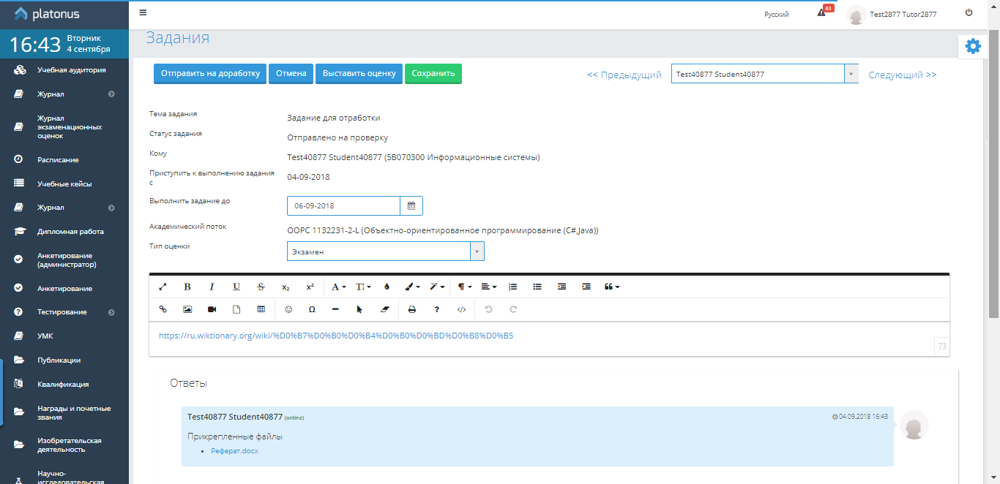 platonus
Русский
83
Test2877 Tutor2877
16:43
Вторник
4 сентября
Учебная аудитория
Журнал
Журнал
экзаменационных
оценок
Расписание
Учебные кейсы
Журнал
Дипломная работа
Анкетирование
(администратор)
Анкетирование
Тестирование
УМК
Публикации
Квалификация
Награды и почетные
звания
Изобретательская
деятельность
Научно-
исследовательская
Задания
Отправить на доработку
Отмена
Выставить оценку
Сохранить
<< Предыдущий
Test40877 Student40877
Следующий >>
Тема задания
Задание для отработки
Статус задания
Отправлено на проверку
Кому
Test40877 Student40877 (5B070300 Информационные системы)
Приступить к выполнению задания
с
04-09-2018
Выполнить задание до
06-09-2018
Академический поток
OOPC 1132231-2-L (Объектно-ориентированное программирование (C#,Java))
Тип оценки
Экзамен
https://ru.wiktionary.org/wiki/%D0%B7%D0%B0%D0%B4%D0%B0%D0%BD%D0%B8%D0%B5
73
Ответы
Test40877 Student40877 (online)
04.09.2018 16:43
Прикрепленные файлы
Реферат.docx